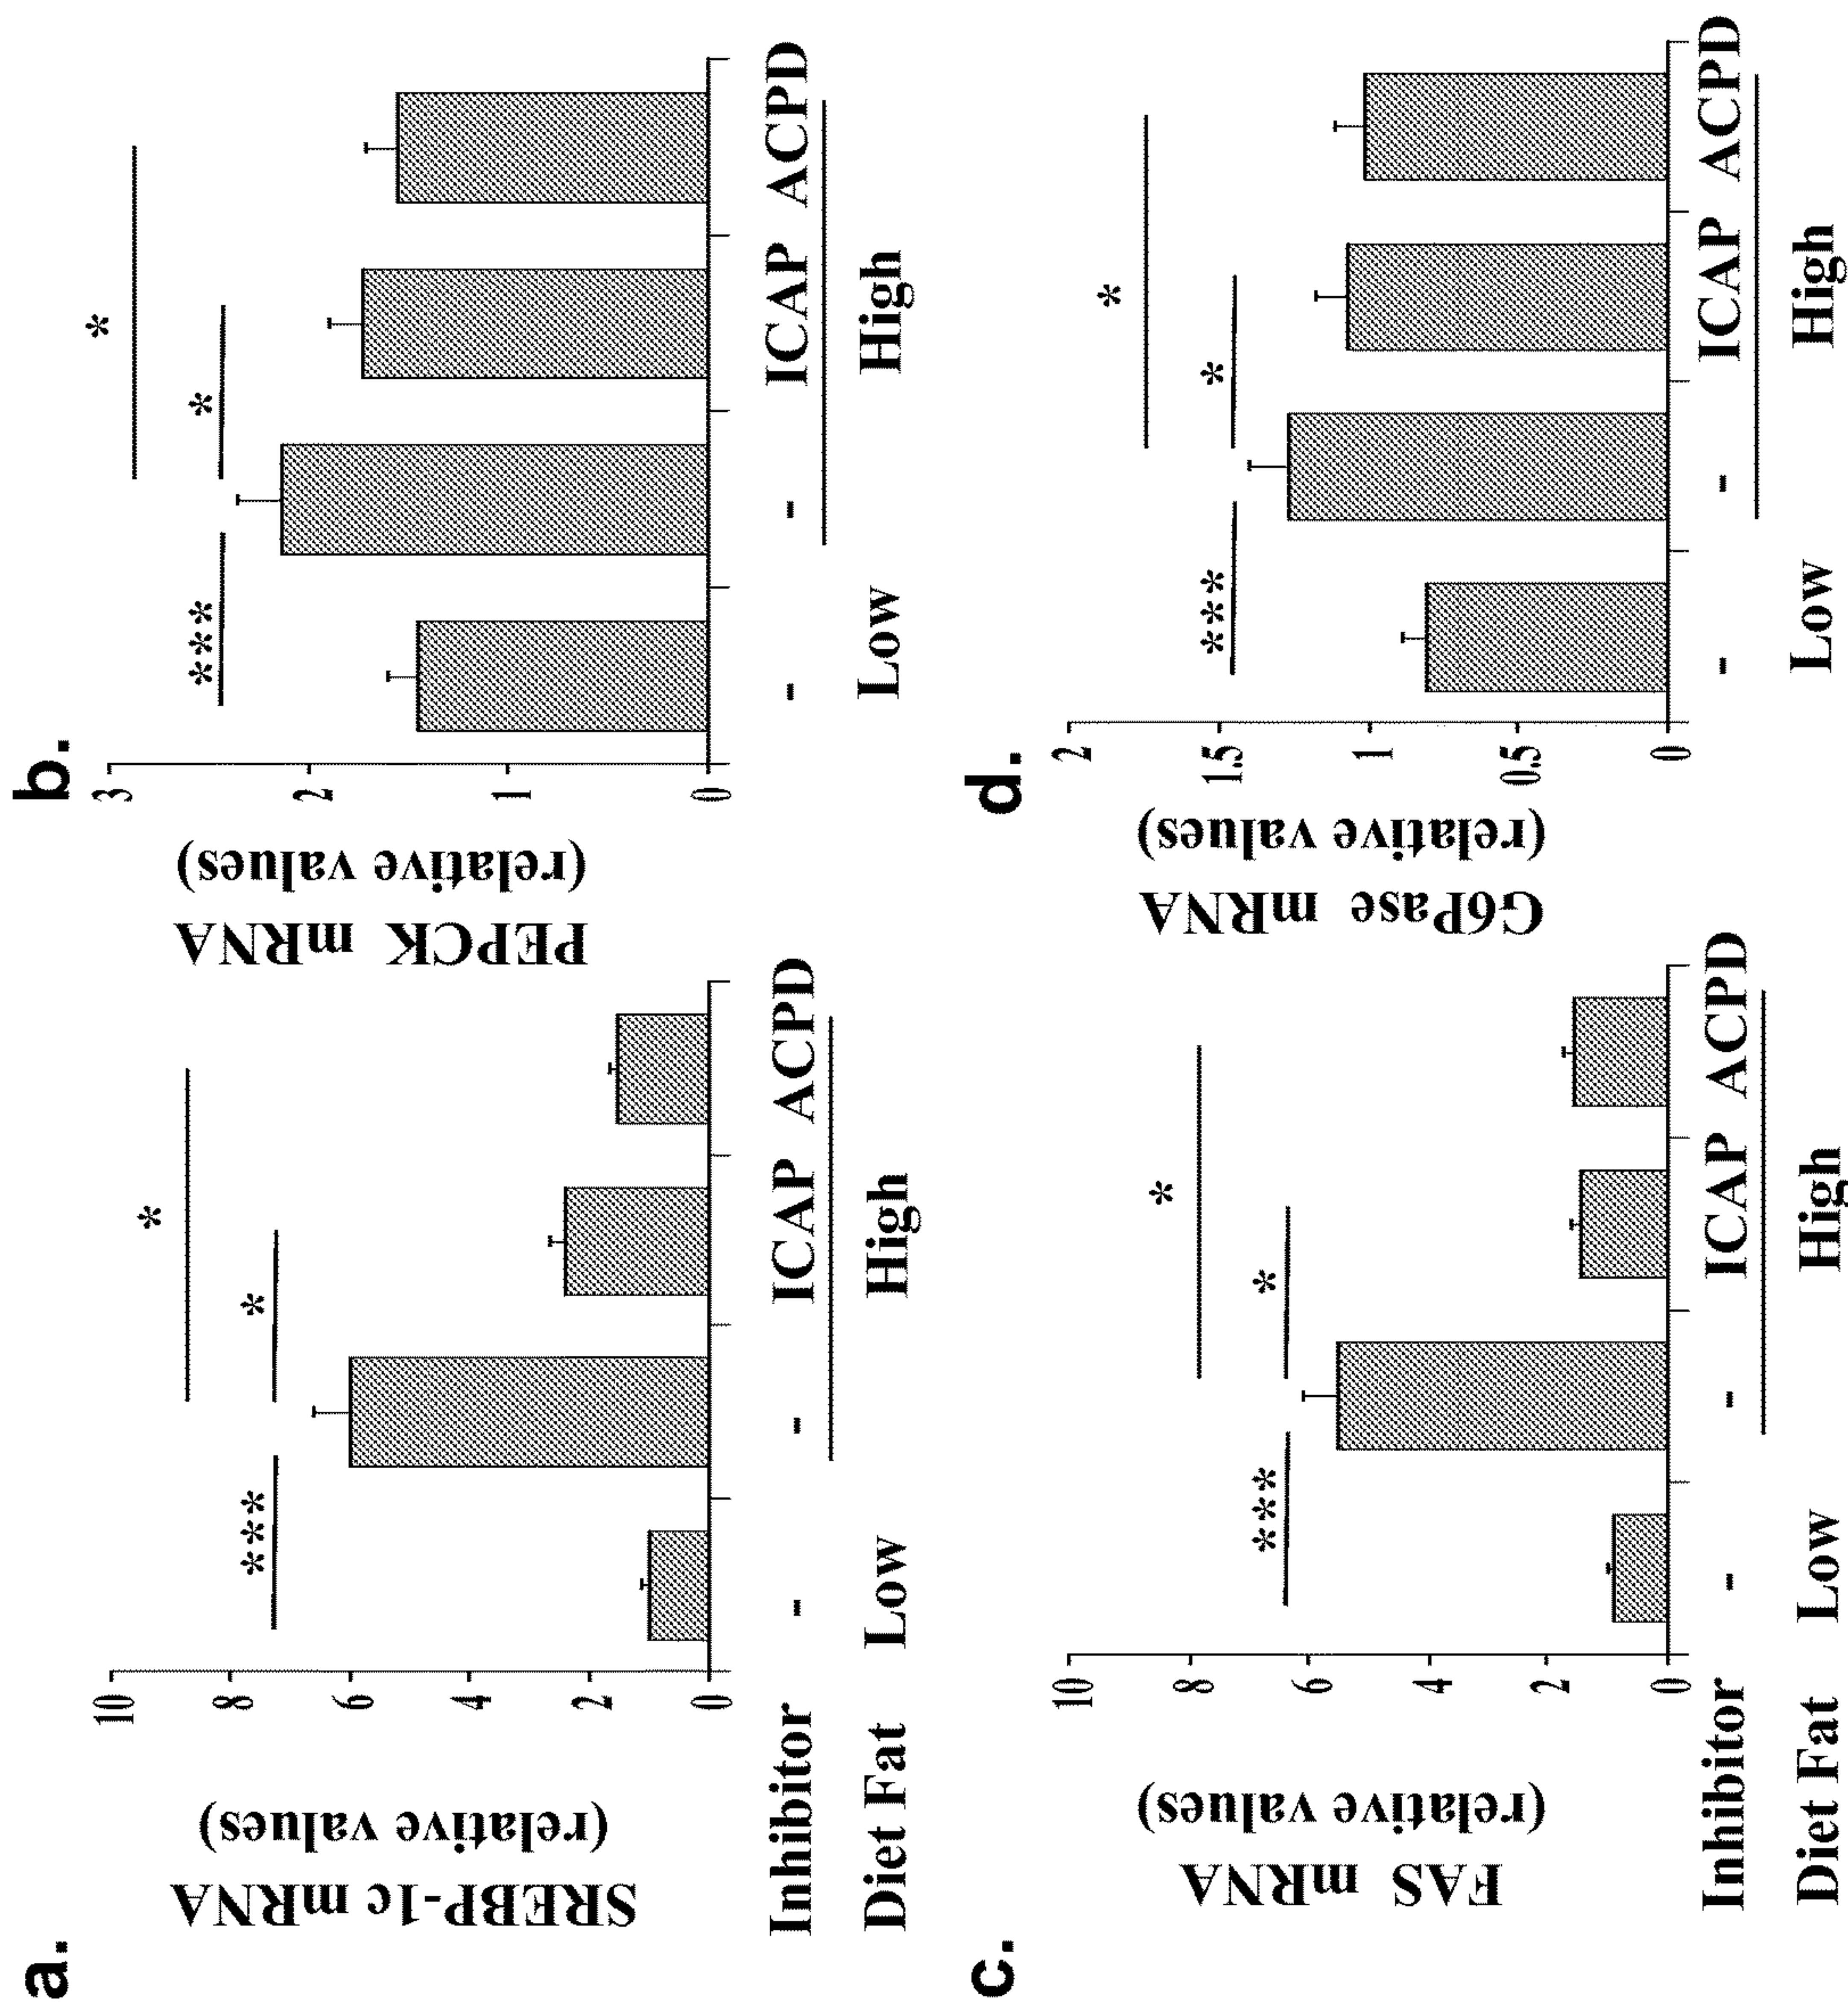 a.
SREBP-1c mRNA
(relative values)
10
8
6
4
2
0
***
*
*
Inhibitor - - ICAP ACPD
Diet Fat Low High
b.
PEPCK mRNA
(relative values)
3
2
1
0
***
*
*
- - ICAP ACPD
Low High
c.
FAS mRNA
(relative values)
10
8
6
4
2
0
***
*
*
Inhibitor - - ICAP ACPD
Diet Fat Low High
d.
G6Pase mRNA
(relative values)
2
1.5
1
0.5
0
***
*
*
- - ICAP ACPD
Low High